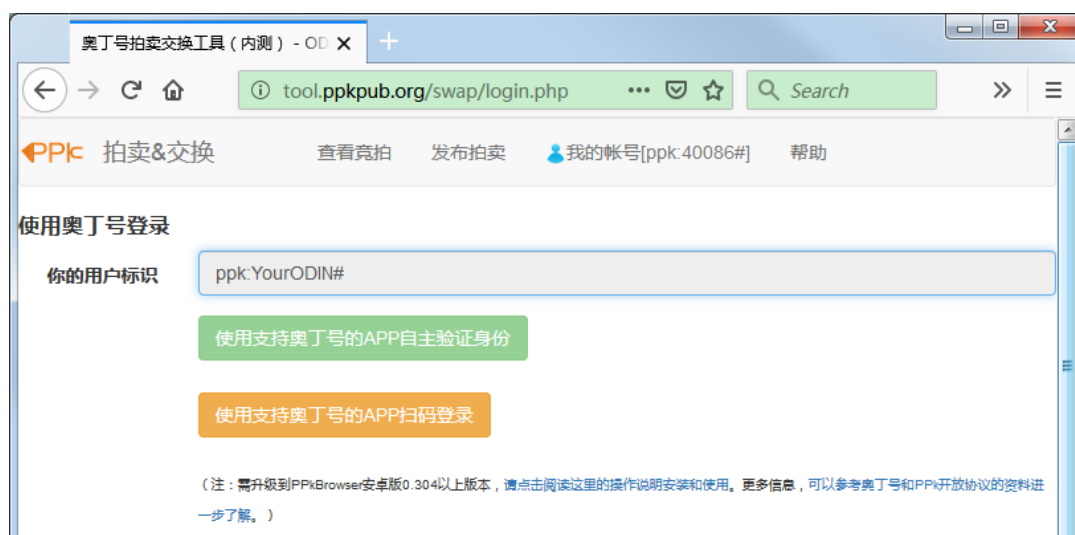 奥丁号拍卖交换工具（内测） - OD
tool.ppkpub.org/swap/login.php
Search
PPk 拍卖&交换 查看竞拍 发布拍卖 我的帐号[ppk:40086#] 帮助
使用奥丁号登录
你的用户标识 ppk:YourODIN#
使用支持奥丁号的APP自主验证身份
使用支持奥丁号的APP扫码登录
（注：需升级到PPkBrowser安卓版0.304以上版本，请点击阅读这里的操作说明安装和使用。更多信息，可以参考奥丁号和PPk开放协议的资料进
一步了解。）